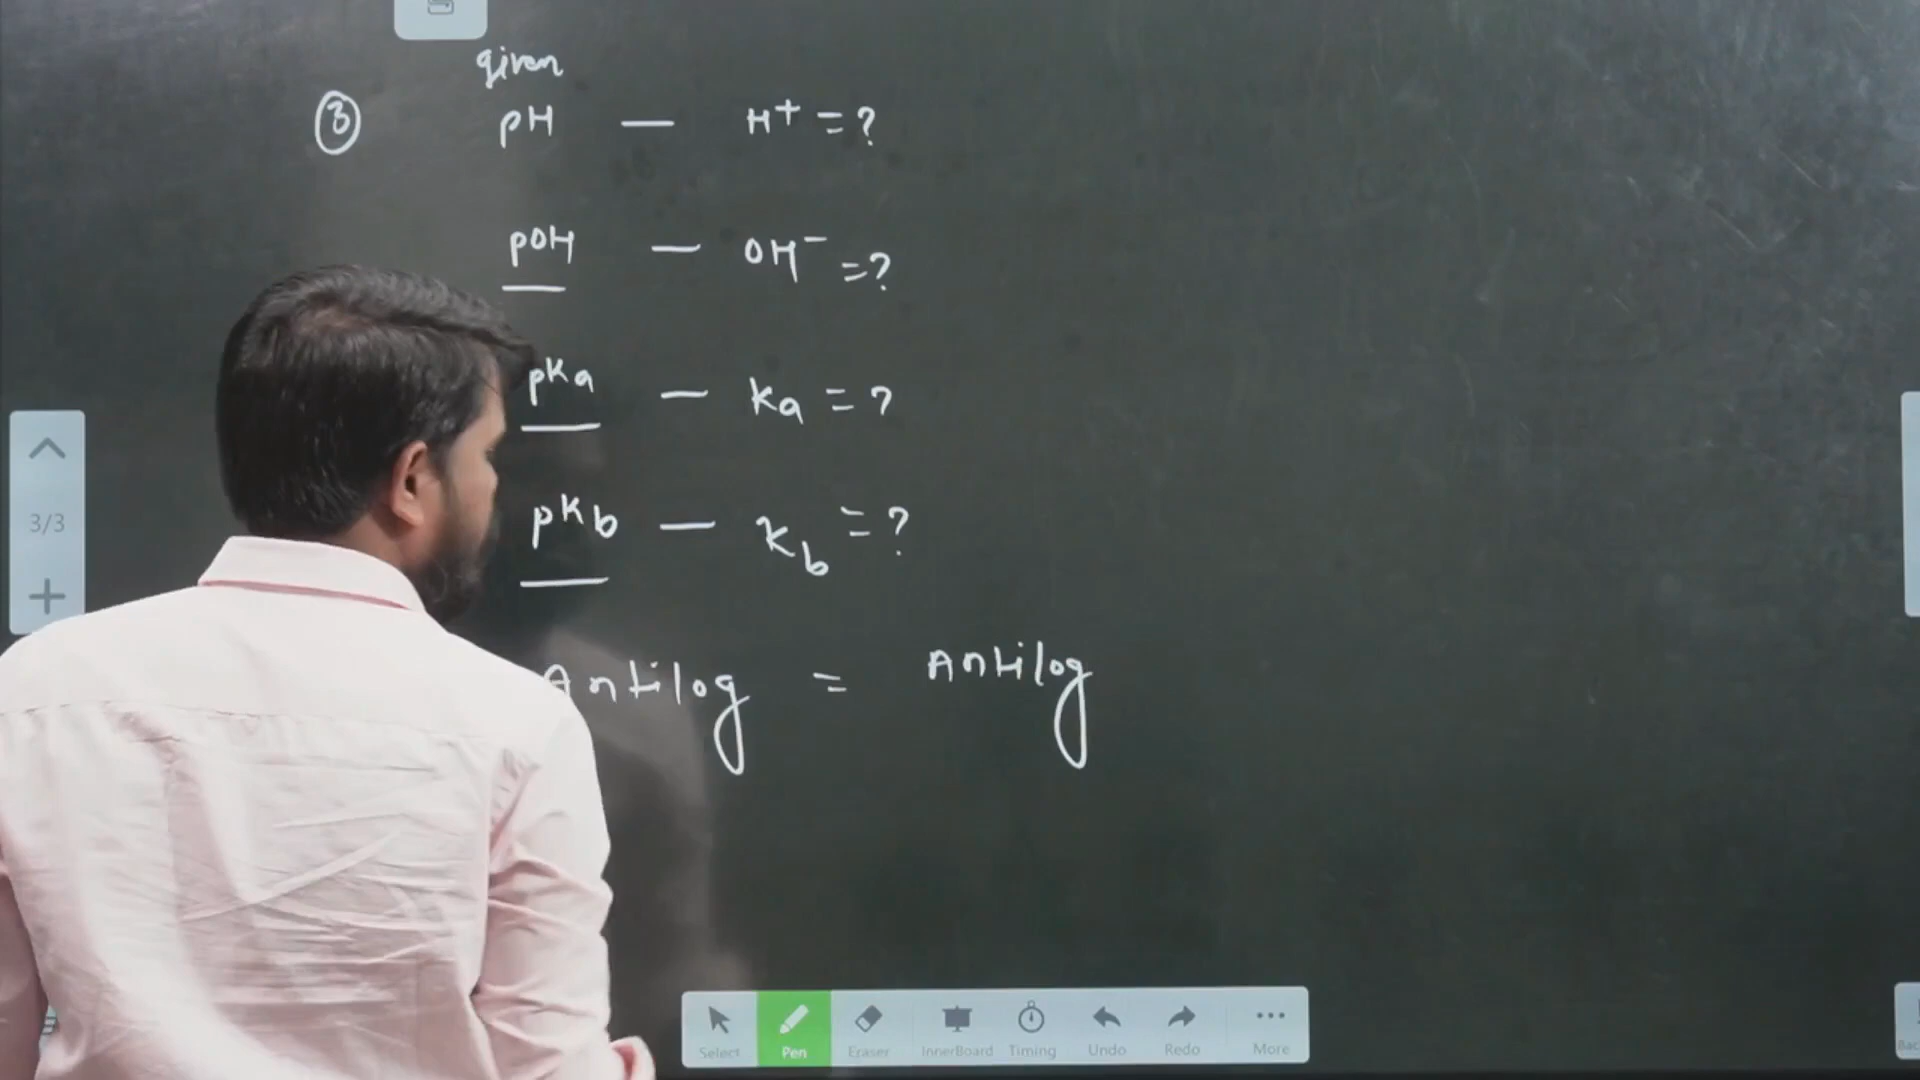 given
③ pH — H+ = ?
pOH — OH⁻ = ?
pKa — Ka = ?
pKb — Kb = ?
Antilog = Antilog
3/3
Select Pen Eraser InnerBoard Timing Undo Redo More